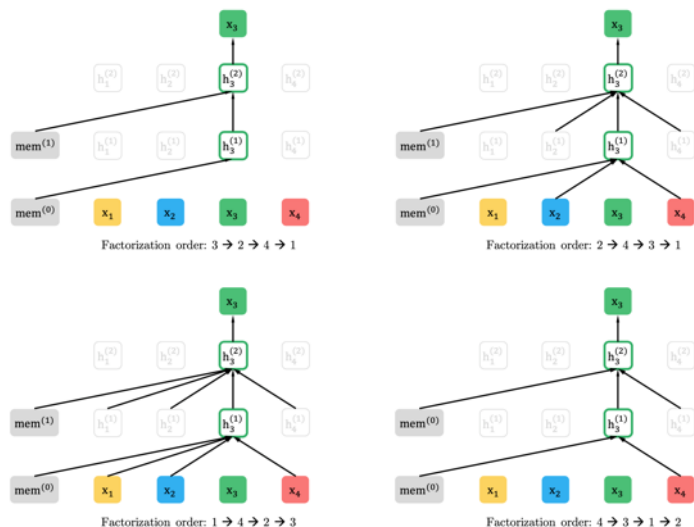 x₃ x₃
h₁⁽²⁾ h₂⁽²⁾ h₃⁽²⁾ h₄⁽²⁾ h₁⁽²⁾ h₂⁽²⁾ h₃⁽²⁾ h₄⁽²⁾
mem⁽¹⁾ h₁⁽¹⁾ h₂⁽¹⁾ h₃⁽¹⁾ h₄⁽¹⁾ mem⁽¹⁾ h₁⁽¹⁾ h₂⁽¹⁾ h₃⁽¹⁾ h₄⁽¹⁾
mem⁽⁰⁾ x₁ x₂ x₃ x₄ mem⁽⁰⁾ x₁ x₂ x₃ x₄
Factorization order: 3 → 2 → 4 → 1 Factorization order: 2 → 4 → 3 → 1
x₃ x₃
h₁⁽²⁾ h₂⁽²⁾ h₃⁽²⁾ h₄⁽²⁾ h₁⁽²⁾ h₂⁽²⁾ h₃⁽²⁾ h₄⁽²⁾
mem⁽¹⁾ h₁⁽¹⁾ h₂⁽¹⁾ h₃⁽¹⁾ h₄⁽¹⁾ mem⁽⁰⁾ h₁⁽¹⁾ h₂⁽¹⁾ h₃⁽¹⁾ h₄⁽¹⁾
mem⁽⁰⁾ x₁ x₂ x₃ x₄ mem⁽⁰⁾ x₁ x₂ x₃ x₄
Factorization order: 1 → 4 → 2 → 3 Factorization order: 4 → 3 → 1 → 2